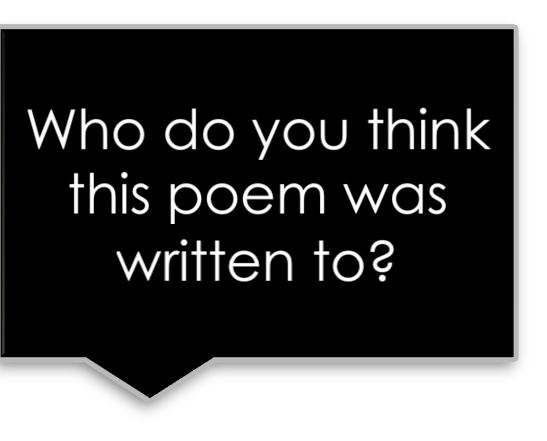 Who do you think
this poem was
written to?